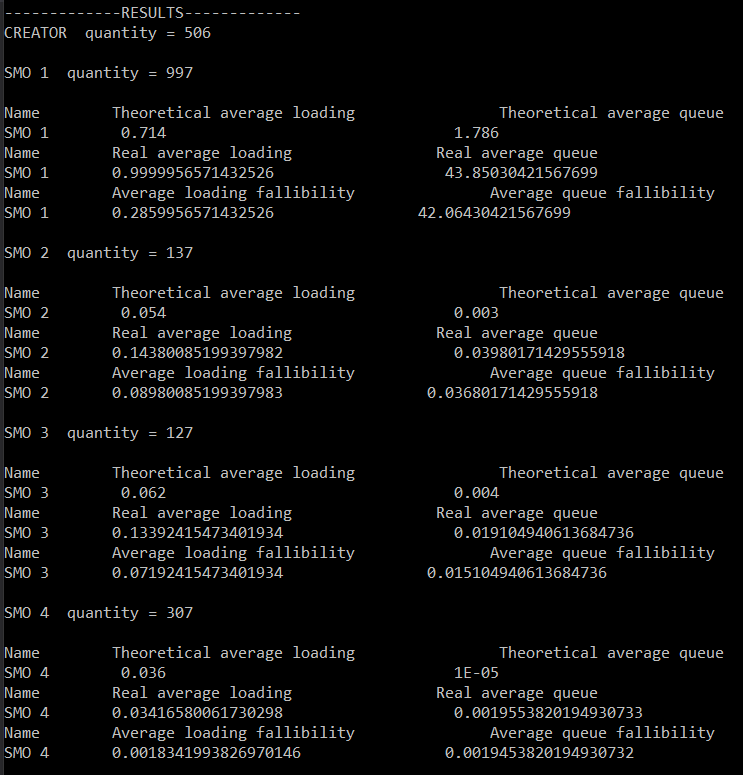 -------------RESULTS-------------
CREATOR  quantity = 506
SMO 1  quantity = 997
Name        Theoretical average loading                Theoretical average queue
SMO 1        0.714                                1.786
Name        Real average loading                Real average queue
SMO 1       0.9999956571432526                   43.85030421567699
Name        Average loading fallibility               Average queue fallibility
SMO 1       0.2859956571432526                42.06430421567699
SMO 2  quantity = 137
Name        Theoretical average loading                Theoretical average queue
SMO 2        0.054                                0.003
Name        Real average loading                Real average queue
SMO 2       0.14380085199397982                   0.03980171429555918
Name        Average loading fallibility               Average queue fallibility
SMO 2       0.08980085199397983                0.03680171429555918
SMO 3  quantity = 127
Name        Theoretical average loading                Theoretical average queue
SMO 3        0.062                                0.004
Name        Real average loading                Real average queue
SMO 3       0.13392415473401934                   0.019104940613684736
Name        Average loading fallibility               Average queue fallibility
SMO 3       0.07192415473401934                0.015104940613684736
SMO 4  quantity = 307
Name        Theoretical average loading                Theoretical average queue
SMO 4        0.036                                1E-05
Name        Real average loading                Real average queue
SMO 4       0.03416580061730298                   0.0019553820194930733
Name        Average loading fallibility               Average queue fallibility
SMO 4       0.0018341993826970146                0.0019453820194930732